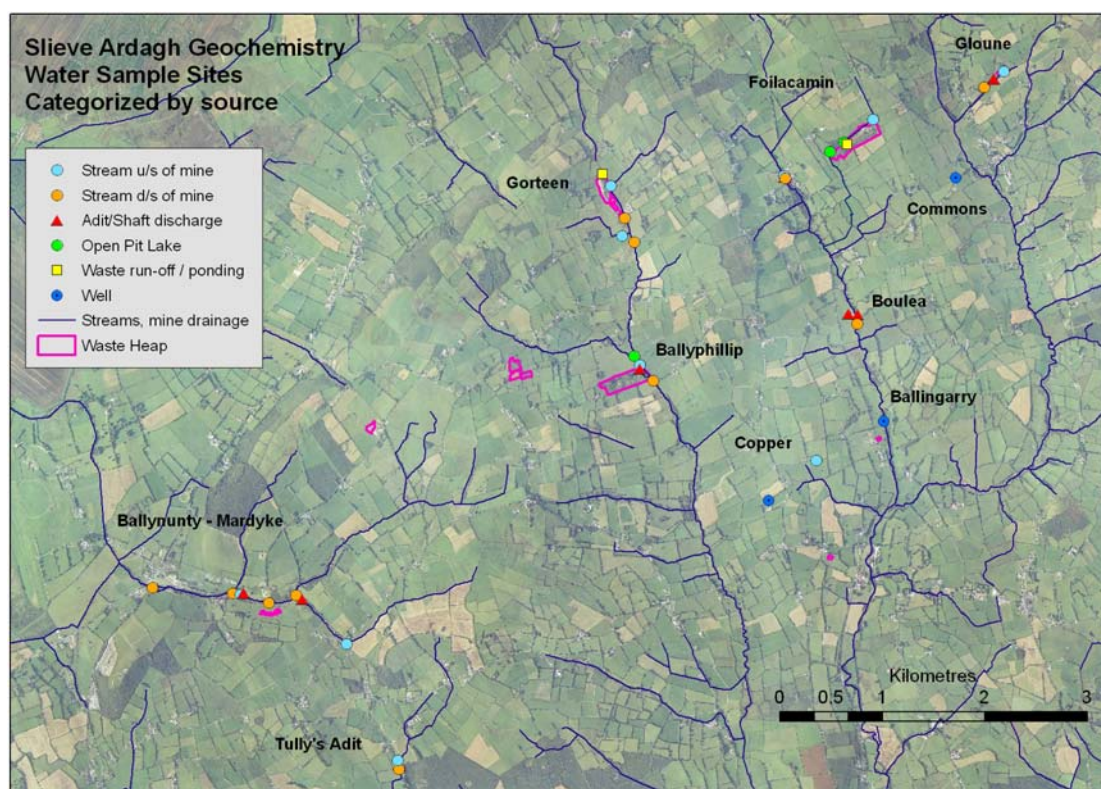 Slieve Ardagh Geochemistry
Water Sample Sites
Categorized by source
Gloune
Foilacamin
Stream u/s of mine
Stream d/s of mine
Adit/Shaft discharge
Open Pit Lake
Waste run-off / ponding
Well
Streams, mine drainage
Waste Heap
Gorteen
Commons
Boulea
Ballyphillip
Ballingarry
Copper
Ballynunty - Mardyke
Tully's Adit
Kilometres
0 0.5 1 2 3